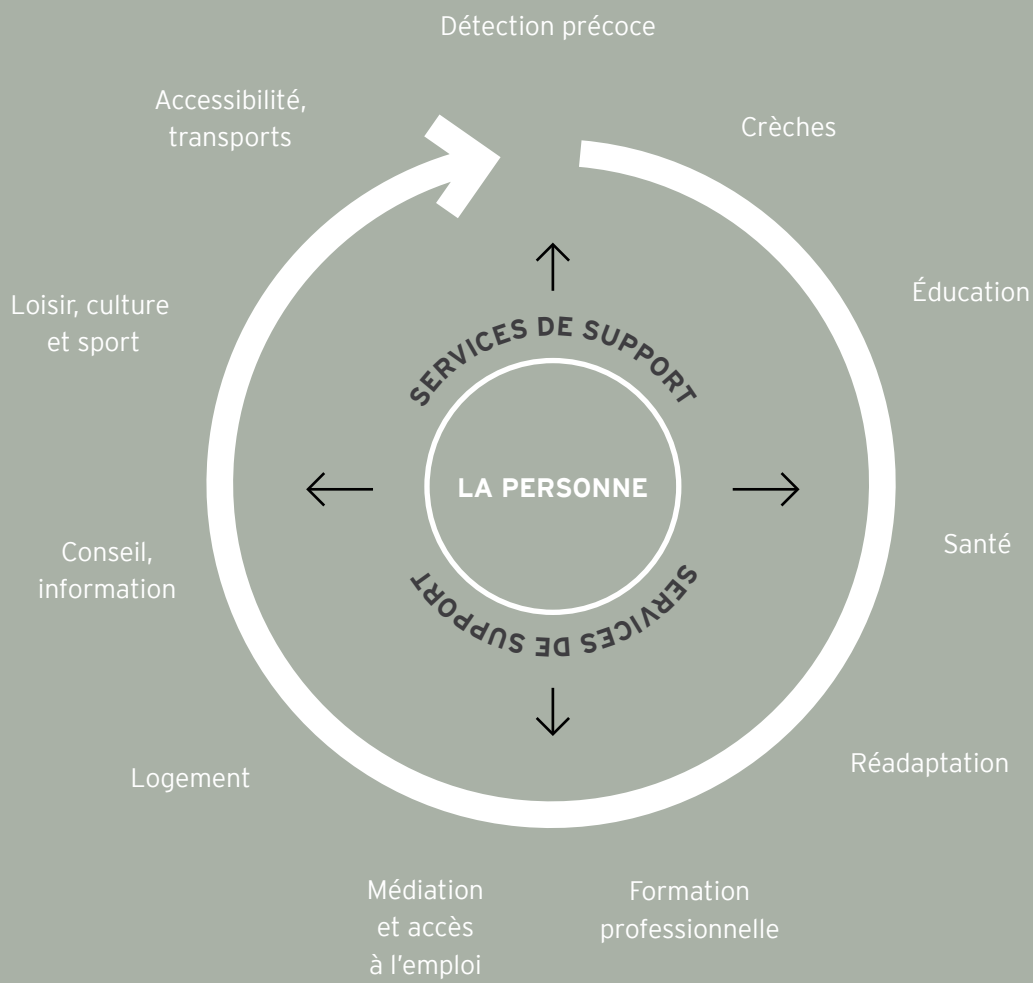 Détection précoce
Crèches
Éducation
Santé
Réadaptation
Formation
professionnelle
Médiation
et accès
à l'emploi
Logement
Conseil,
information
Loisir, culture
et sport
Accessibilité,
transports
SERVICES DE SUPPORT
LA PERSONNE
SERVICES DE SUPPORT